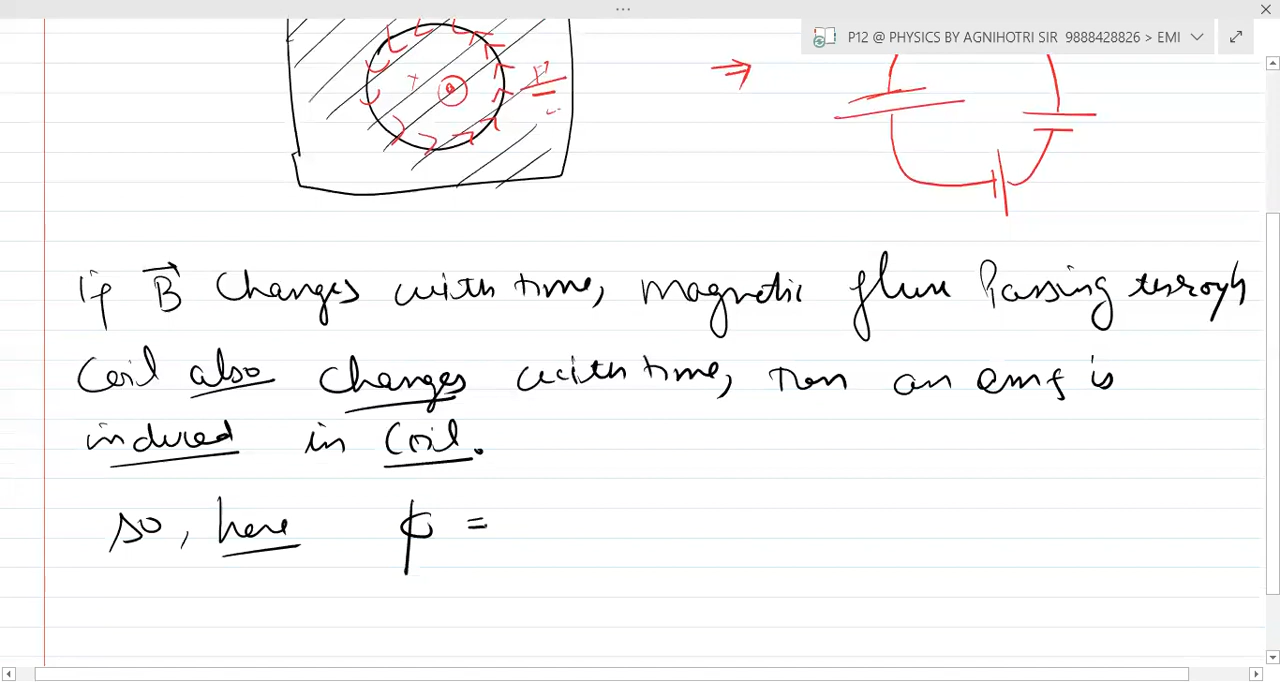 P12 @ PHYSICS BY AGNIHOTRI SIR 9888428826 > EMI
If B⃗ changes with time, magnetic flux passing through
Coil also changes with time, then an emf is
induced in Coil.
so, here ϕ =